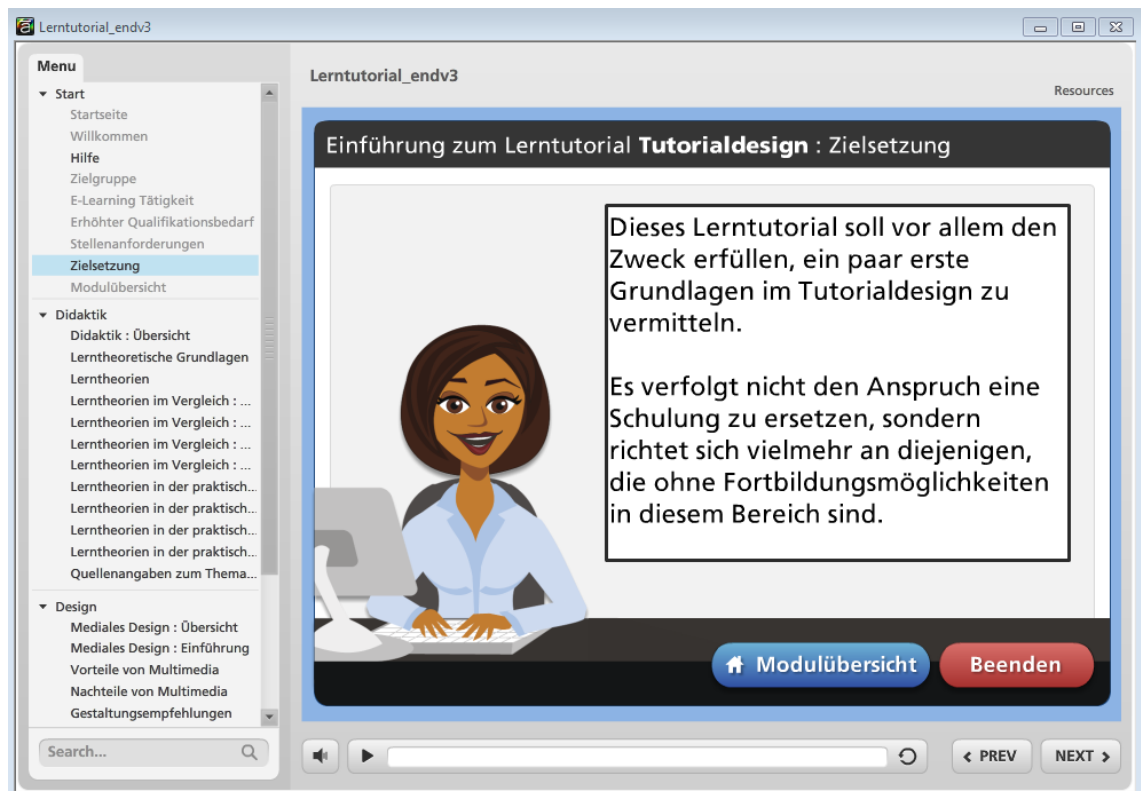 Lerntutorial_endv3
Menu
Start
Startseite
Willkommen
Hilfe
Zielgruppe
E-Learning Tätigkeit
Erhöhter Qualifikationsbedarf
Stellenanforderungen
Zielsetzung
Modulübersicht
Didaktik
Didaktik : Übersicht
Lerntheoretische Grundlagen
Lerntheorien
Lerntheorien im Vergleich : ...
Lerntheorien im Vergleich : ...
Lerntheorien im Vergleich : ...
Lerntheorien im Vergleich : ...
Lerntheorien in der praktisch...
Lerntheorien in der praktisch...
Lerntheorien in der praktisch...
Lerntheorien in der praktisch...
Quellenangaben zum Thema...
Design
Mediales Design : Übersicht
Mediales Design : Einführung
Vorteile von Multimedia
Nachteile von Multimedia
Gestaltungsempfehlungen
Search...
Lerntutorial_endv3
Resources
Einführung zum Lerntutorial Tutorialdesign : Zielsetzung
Dieses Lerntutorial soll vor allem den
Zweck erfüllen, ein paar erste
Grundlagen im Tutorialdesign zu
vermitteln.
Es verfolgt nicht den Anspruch eine
Schulung zu ersetzen, sondern
richtet sich vielmehr an diejenigen,
die ohne Fortbildungsmöglichkeiten
in diesem Bereich sind.
Modulübersicht
Beenden
PREV
NEXT